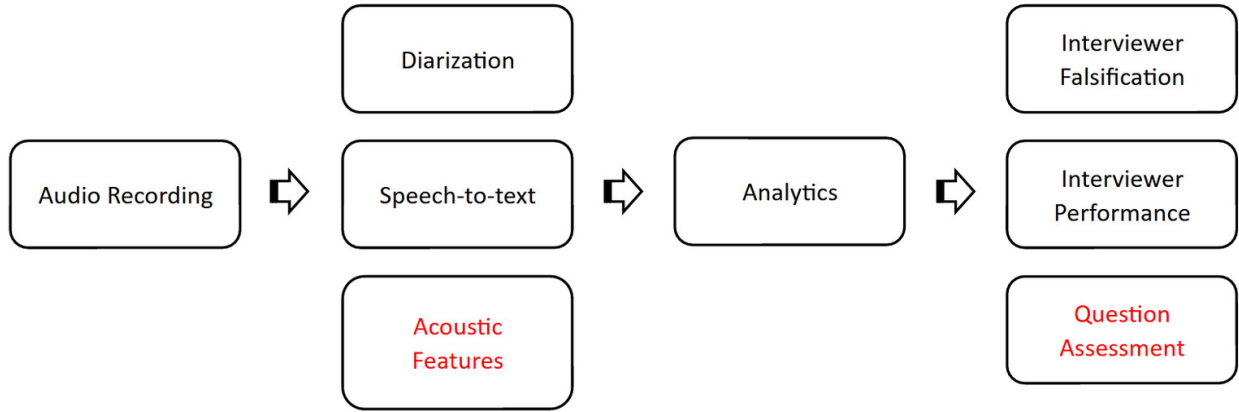 Diarization
Interviewer
Falsification
Audio Recording
Speech-to-text
Analytics
Interviewer
Performance
Acoustic
Features
Question
Assessment